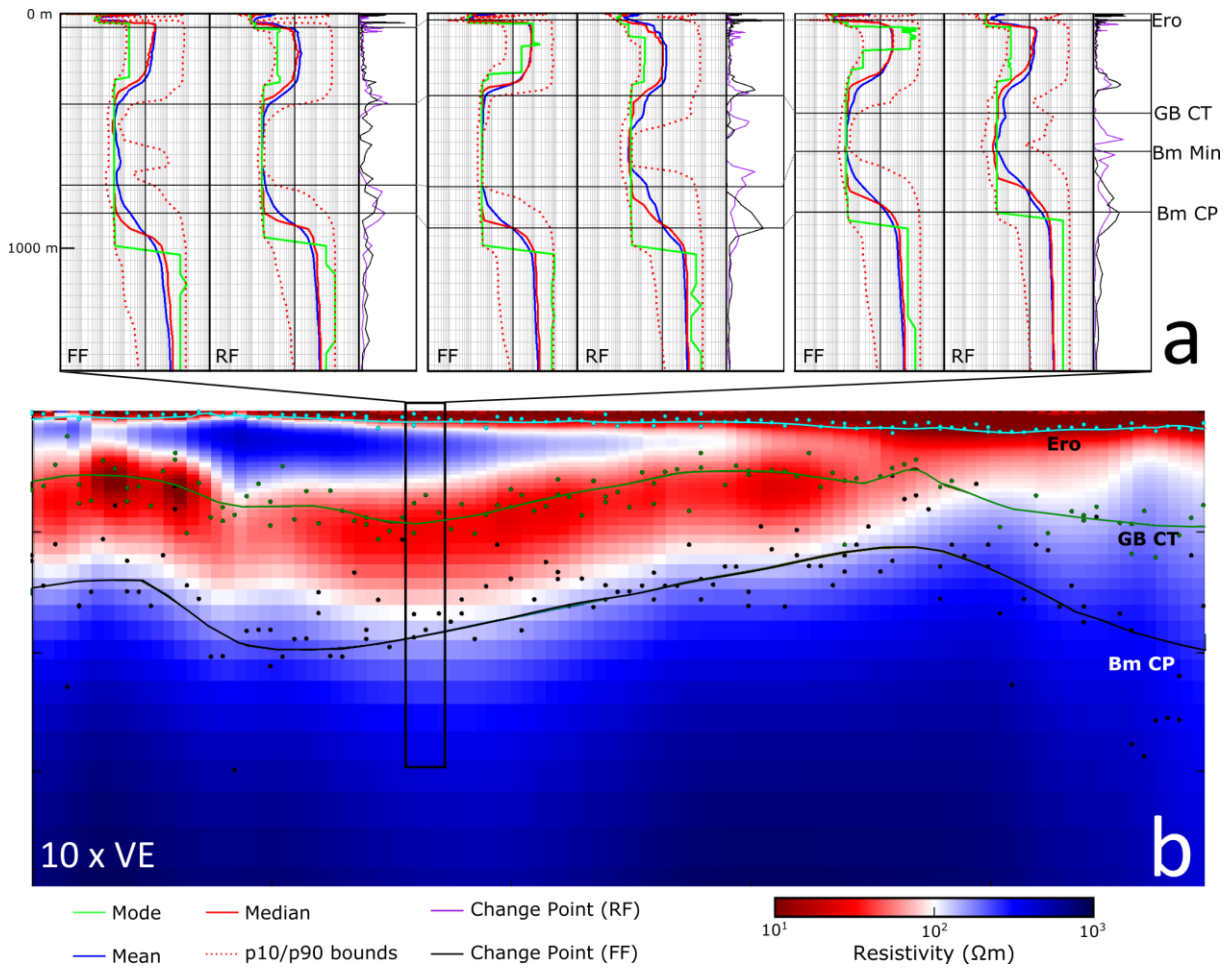 0 m
Ero
GB CT
Bm Min
Bm CP
1000 m
FF
RF
FF
RF
FF
RF
a
Ero
GB CT
Bm CP
10 x VE
b
Mode
Median
Change Point (RF)
Mean
p10/p90 bounds
Change Point (FF)
10¹
10²
10³
Resistivity (Ωm)